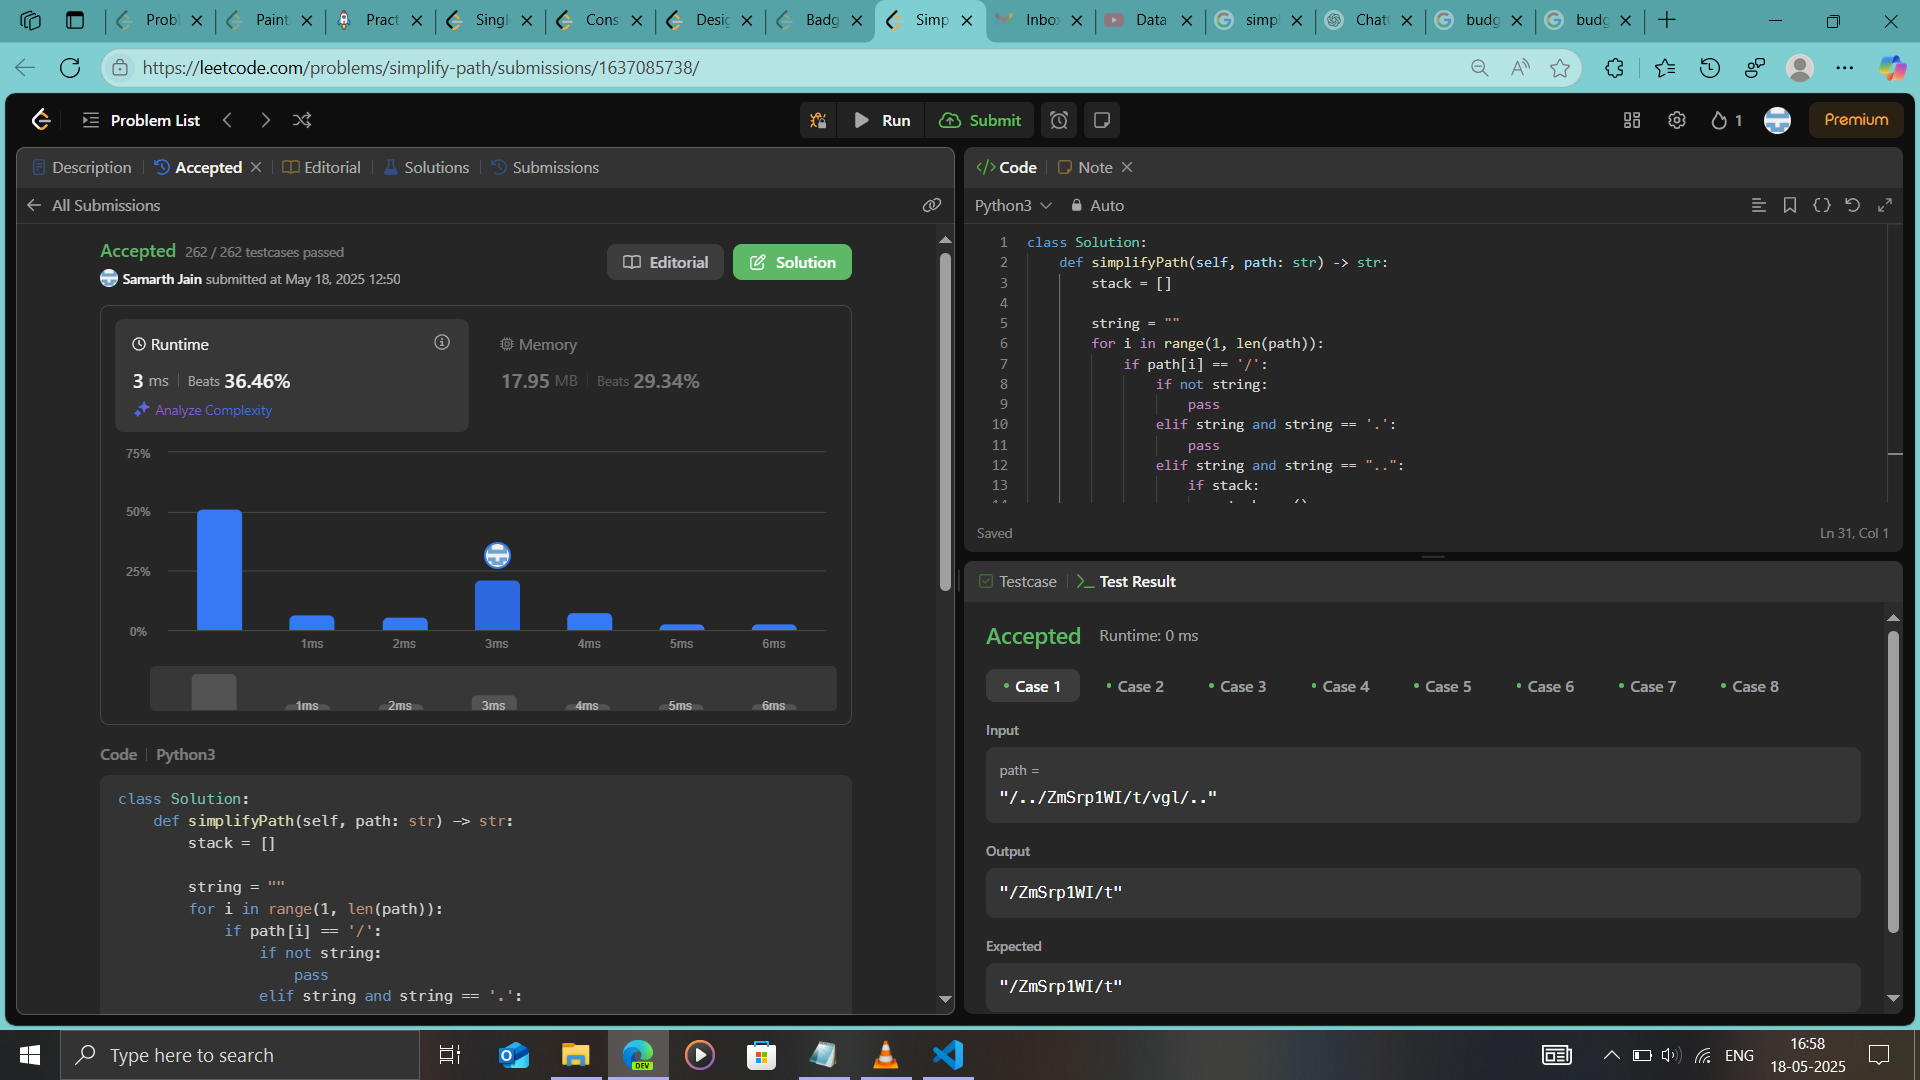 Probl
Paint
Pract
Singl
Cons
Desig
Badg
Simp
Inbox
Data
simpl
Chat
budg
budg
https://leetcode.com/problems/simplify-path/submissions/1637085738/
Problem List
Run
Submit
1
Premium
Description
Accepted
Editorial
Solutions
Submissions
All Submissions
Accepted 262 / 262 testcases passed
Samarth Jain submitted at May 18, 2025 12:50
Editorial
Solution
Runtime
3 ms Beats 36.46%
Analyze Complexity
Memory
17.95 MB Beats 29.34%
75%
50%
25%
0%
1ms 2ms 3ms 4ms 5ms 6ms
1ms 2ms 3ms 4ms 5ms 6ms
Code Python3
class Solution:
    def simplifyPath(self, path: str) -> str:
        stack = []
        string = ""
        for i in range(1, len(path)):
            if path[i] == '/':
                if not string:
                    pass
                elif string and string == '.':
</> Code
Note
Python3
Auto
1 class Solution:
2     def simplifyPath(self, path: str) -> str:
3         stack = []
4
5         string = ""
6         for i in range(1, len(path)):
7             if path[i] == '/':
8                 if not string:
9                     pass
10                 elif string and string == '.':
11                     pass
12                 elif string and string == "..":
13                     if stack:
Saved
Ln 31, Col 1
Testcase
Test Result
Accepted Runtime: 0 ms
Case 1
Case 2
Case 3
Case 4
Case 5
Case 6
Case 7
Case 8
Input
path =
"/../ZmSrp1WI/t/vgl/.."
Output
"/ZmSrp1WI/t"
Expected
"/ZmSrp1WI/t"
Type here to search
DEV
ENG
16:58
18-05-2025